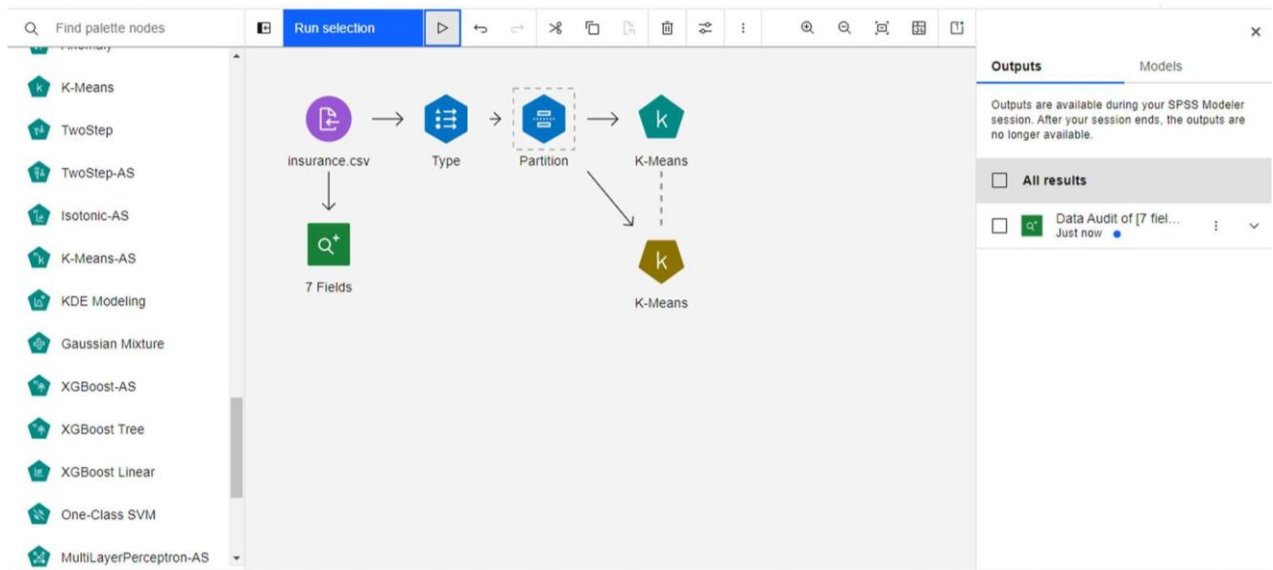 Find palette nodes
Run selection
Anomaly
K-Means
TwoStep
TwoStep-AS
Isotonic-AS
K-Means-AS
KDE Modeling
Gaussian Mixture
XGBoost-AS
XGBoost Tree
XGBoost Linear
One-Class SVM
MultiLayerPerceptron-AS
insurance.csv
Type
Partition
K-Means
7 Fields
K-Means
Outputs
Models
Outputs are available during your SPSS Modeler
session. After your session ends, the outputs are
no longer available.
All results
Data Audit of [7 fiel...
Just now